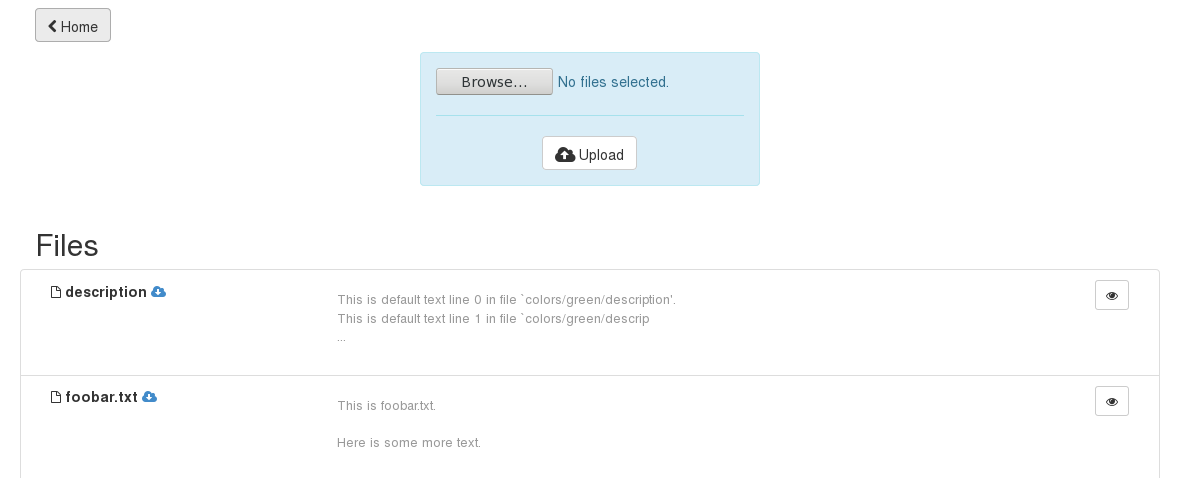 Home
Browse... No files selected.
Upload
Files
description
This is default text line 0 in file `colors/green/description'.
This is default text line 1 in file `colors/green/descrip
...
foobar.txt
This is foobar.txt.
Here is some more text.